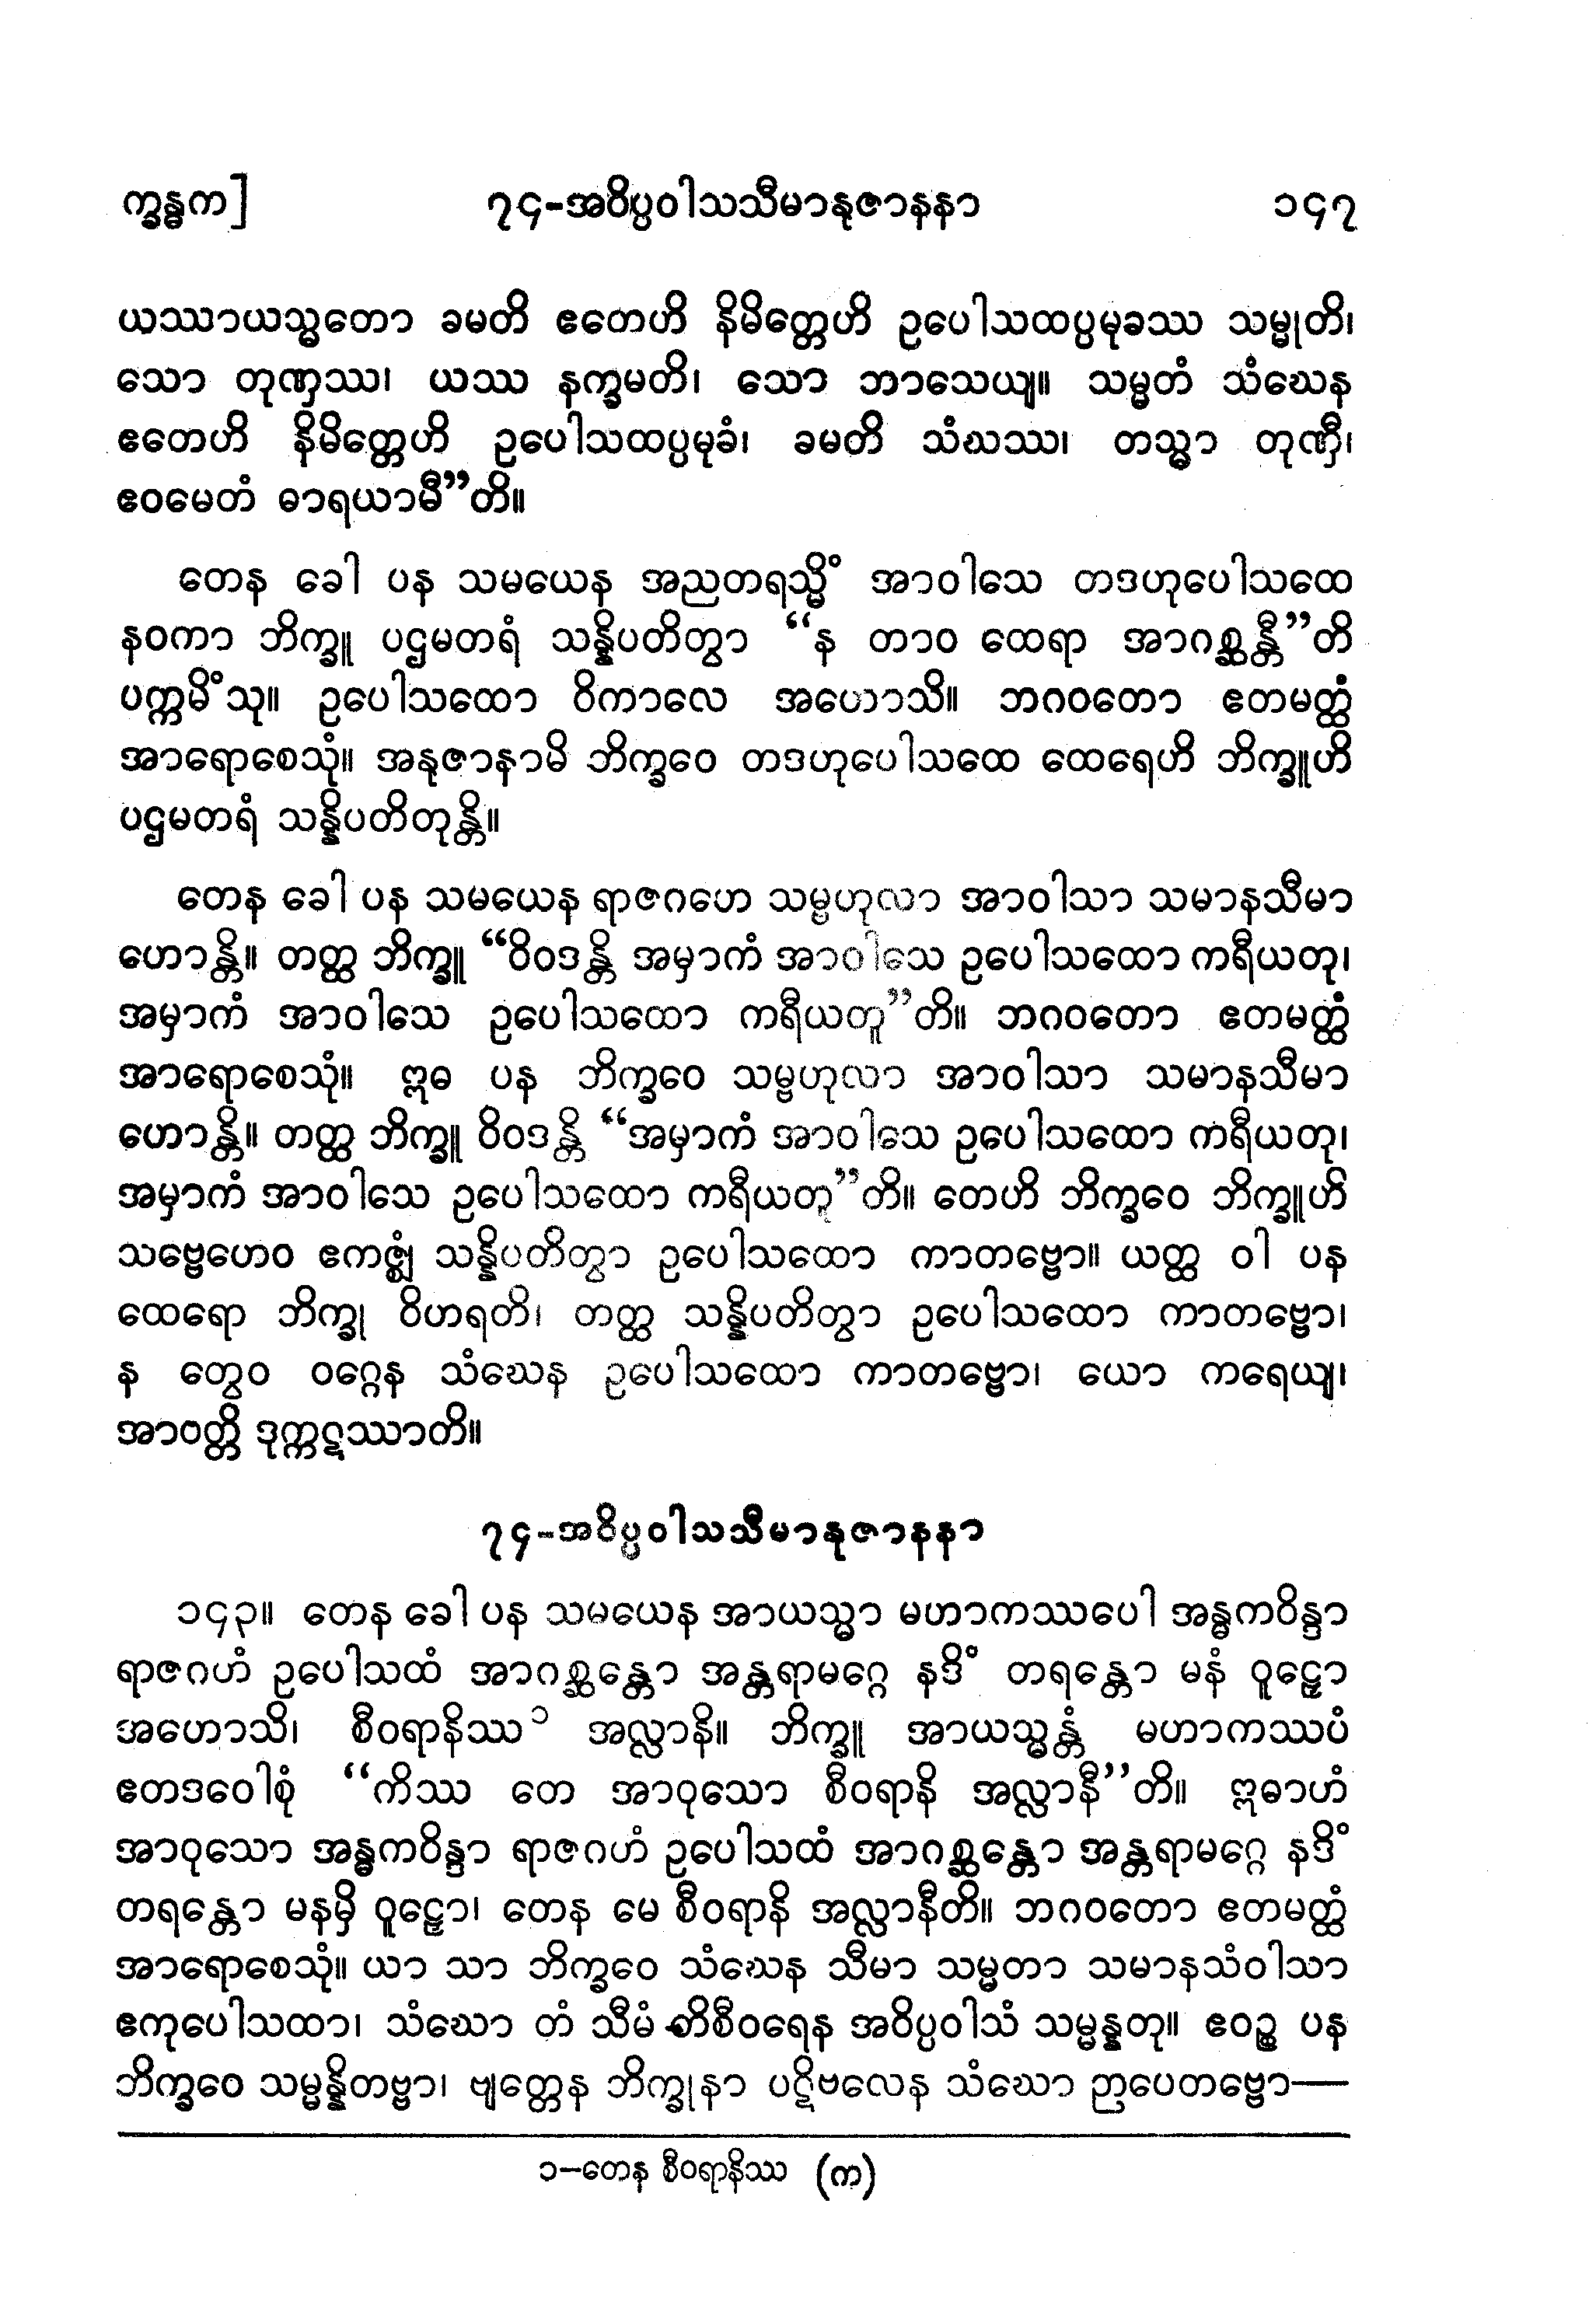 က္ခန္ဓက]	၇၄-အဝိပ္ပဝါသသီမာနုဇာနနာ	၁၄၇
ယဿာယသ္မတော ခမတိ ဧတေဟိ နိမိတ္တေဟိ ဥပေါသထပ္ပမုခဿ သမ္မုတိ၊
သော တုဏှဿ၊ ယဿ နက္ခမတိ၊ သော ဘာသေယျ။ သမ္မတံ သံဃေန
ဧတေဟိ နိမိတ္တေဟိ ဥပေါသထပ္ပမုခံ၊ ခမတိ သံဃဿ၊ တသ္မာ တုဏှီ၊
ဧဝမေတံ ဓာရယာမီ”တိ။
တေန ခေါ ပန သမယေန အညတရသ္မိံ အာဝါသေ တဒဟုပေါသထေ
နဝကာ ဘိက္ခူ ပဌမတရံ သန္နိပတိတွာ “န တာဝ ထေရာ အာဂစ္ဆန္တီ”တိ
ပက္ကမိံသု။ ဥပေါသထော ဝိကာလေ အဟောသိ။ ဘဂဝတော ဧတမတ္ထံ
အာရောစေသုံ။ အနုဇာနာမိ ဘိက္ခဝေ တဒဟုပေါသထေ ထေရေဟိ ဘိက္ခူဟိ
ပဌမတရံ သန္နိပတိတုန္တိ။
တေန ခေါ ပန သမယေန ရာဇဂဟေ သမ္ဗဟုလာ အာဝါသာ သမာနသီမာ
ဟောန္တိ။ တတ္ထ ဘိက္ခူ “ဝိဝဒန္တိ အမှာကံ အာဝါသေ ဥပေါသထော ကရီယတု၊
အမှာကံ အာဝါသေ ဥပေါသထော ကရီယတူ”တိ။ ဘဂဝတော ဧတမတ္ထံ
အာရောစေသုံ။ ဣဓ ပန ဘိက္ခဝေ သမ္ဗဟုလာ အာဝါသာ သမာနသီမာ
ဟောန္တိ။ တတ္ထ ဘိက္ခူ ဝိဝဒန္တိ “အမှာကံ အာဝါသေ ဥပေါသထော ကရီယတု၊
အမှာကံ အာဝါသေ ဥပေါသထော ကရီယတူ”တိ။ တေဟိ ဘိက္ခဝေ ဘိက္ခူဟိ
သဗ္ဗေဟေဝ ဧကဇ္ဈံ သန္နိပတိတွာ ဥပေါသထော ကာတဗ္ဗော။ ယတ္ထ ဝါ ပန
ထေရော ဘိက္ခု ဝိဟရတိ၊ တတ္ထ သန္နိပတိတွာ ဥပေါသထော ကာတဗ္ဗော၊
န တွေဝ ဝဂ္ဂေန သံဃေန ဥပေါသထော ကာတဗ္ဗော၊ ယော ကရေယျ၊
အာပတ္တိ ဒုက္ကဋဿာတိ။
၇၄-အဝိပ္ပဝါသသီမာနုဇာနနာ
၁၄၃။ တေန ခေါ ပန သမယေန အာယသ္မာ မဟာကဿပေါ အန္ဓကဝိန္ဒာ
ရာဇဂဟံ ဥပေါသထံ အာဂစ္ဆန္တော အန္တရာမဂ္ဂေ နဒိံ တရန္တော မနံ ဝူဠှော
အဟောသိ၊ စီဝရာနိဿ၁ အလ္လာနိ။ ဘိက္ခူ အာယသ္မန္တံ မဟာကဿပံ
ဧတဒဝေါစုံ “ကိဿ တေ အာဝုသော စီဝရာနိ အလ္လာနီ”တိ။ ဣဓာဟံ
အာဝုသော အန္ဓကဝိန္ဒာ ရာဇဂဟံ ဥပေါသထံ အာဂစ္ဆန္တော အန္တရာမဂ္ဂေ နဒိံ
တရန္တော မနမှိ ဝူဠှော၊ တေန မေ စီဝရာနိ အလ္လာနီတိ။ ဘဂဝတော ဧတမတ္ထံ
အာရောစေသုံ။ ယာ သာ ဘိက္ခဝေ သံဃေန သီမာ သမ္မတာ သမာနသံဝါသာ
ဧကုပေါသထာ၊ သံဃော တံ သီမံ တိစီဝရေန အဝိပ္ပဝါသံ သမ္မန္နတု။ ဧဝဉ္စ ပန
ဘိက္ခဝေ သမ္မန္နိတဗ္ဗာ၊ ဗျတ္တေန ဘိက္ခုနာ ပဋိဗလေန သံဃော ဉာပေတဗ္ဗော—
၁-တေန စီဝရာနိဿ (က)